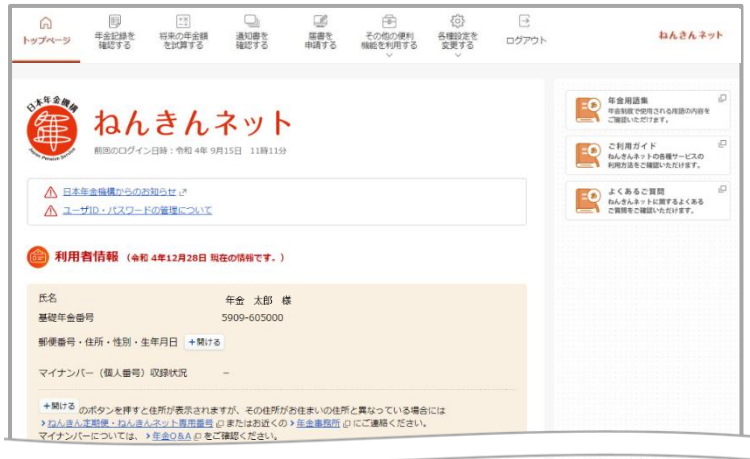 トップページ
年金記録を
確認する
将来の年金額
を試算する
通知書を
確認する
届書を
申請する
その他の便利
機能を利用する
各種設定を
変更する
ログアウト
ねんきんネット
日本年金機構
Japan Pension Service
ねんきんネット
前回のログイン日時:令和 4年 9月15日 11時11分
日本年金機構からのお知らせ
ユーザID・パスワードの管理について
利用者情報 (令和 4年12月28日 現在の情報です。)
氏名 年金 太郎 様
基礎年金番号 5909-605000
郵便番号・住所・性別・生年月日 +開ける
マイナンバー(個人番号)収録状況 -
+開ける のボタンを押すと住所が表示されますが、その住所がお住まいの住所と異なっている場合には
ねんきん定期便・ねんきんネット専用番号 またはお近くの 年金事務所 にご連絡ください。
マイナンバーについては、 年金Q&A をご確認ください。
年金用語集
年金制度で使用される用語の内容を
ご確認いただけます。
ご利用ガイド
ねんきんネットの各種サービスの
利用方法をご確認いただけます。
よくあるご質問
ねんきんネットに関するよくある
ご質問をご確認いただけます。